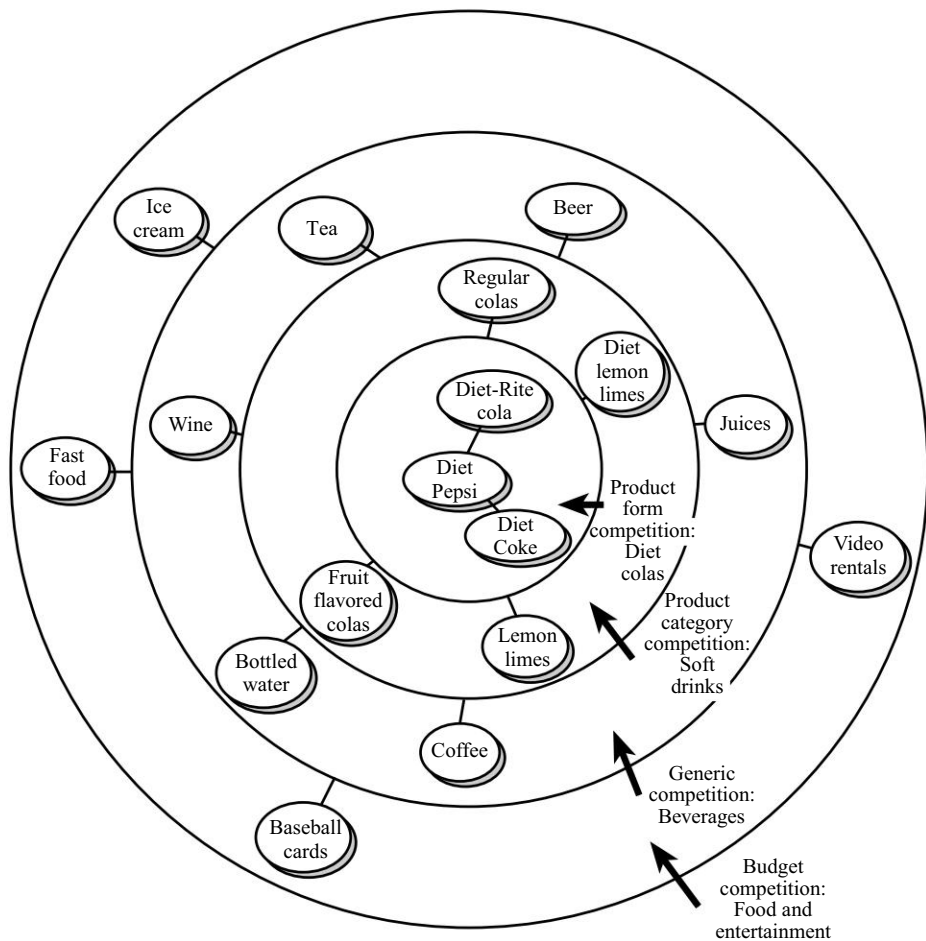 Ice
cream
Tea
Beer
Regular
colas
Diet
lemon
limes
Diet-Rite
cola
Wine
Juices
Fast
food
Diet
Pepsi
Diet
Coke
Product
form
competition:
Diet
colas
Video
rentals
Fruit
flavored
colas
Product
category
competition:
Soft
drinks
Lemon
limes
Bottled
water
Coffee
Generic
competition:
Beverages
Baseball
cards
Budget
competition:
Food and
entertainment